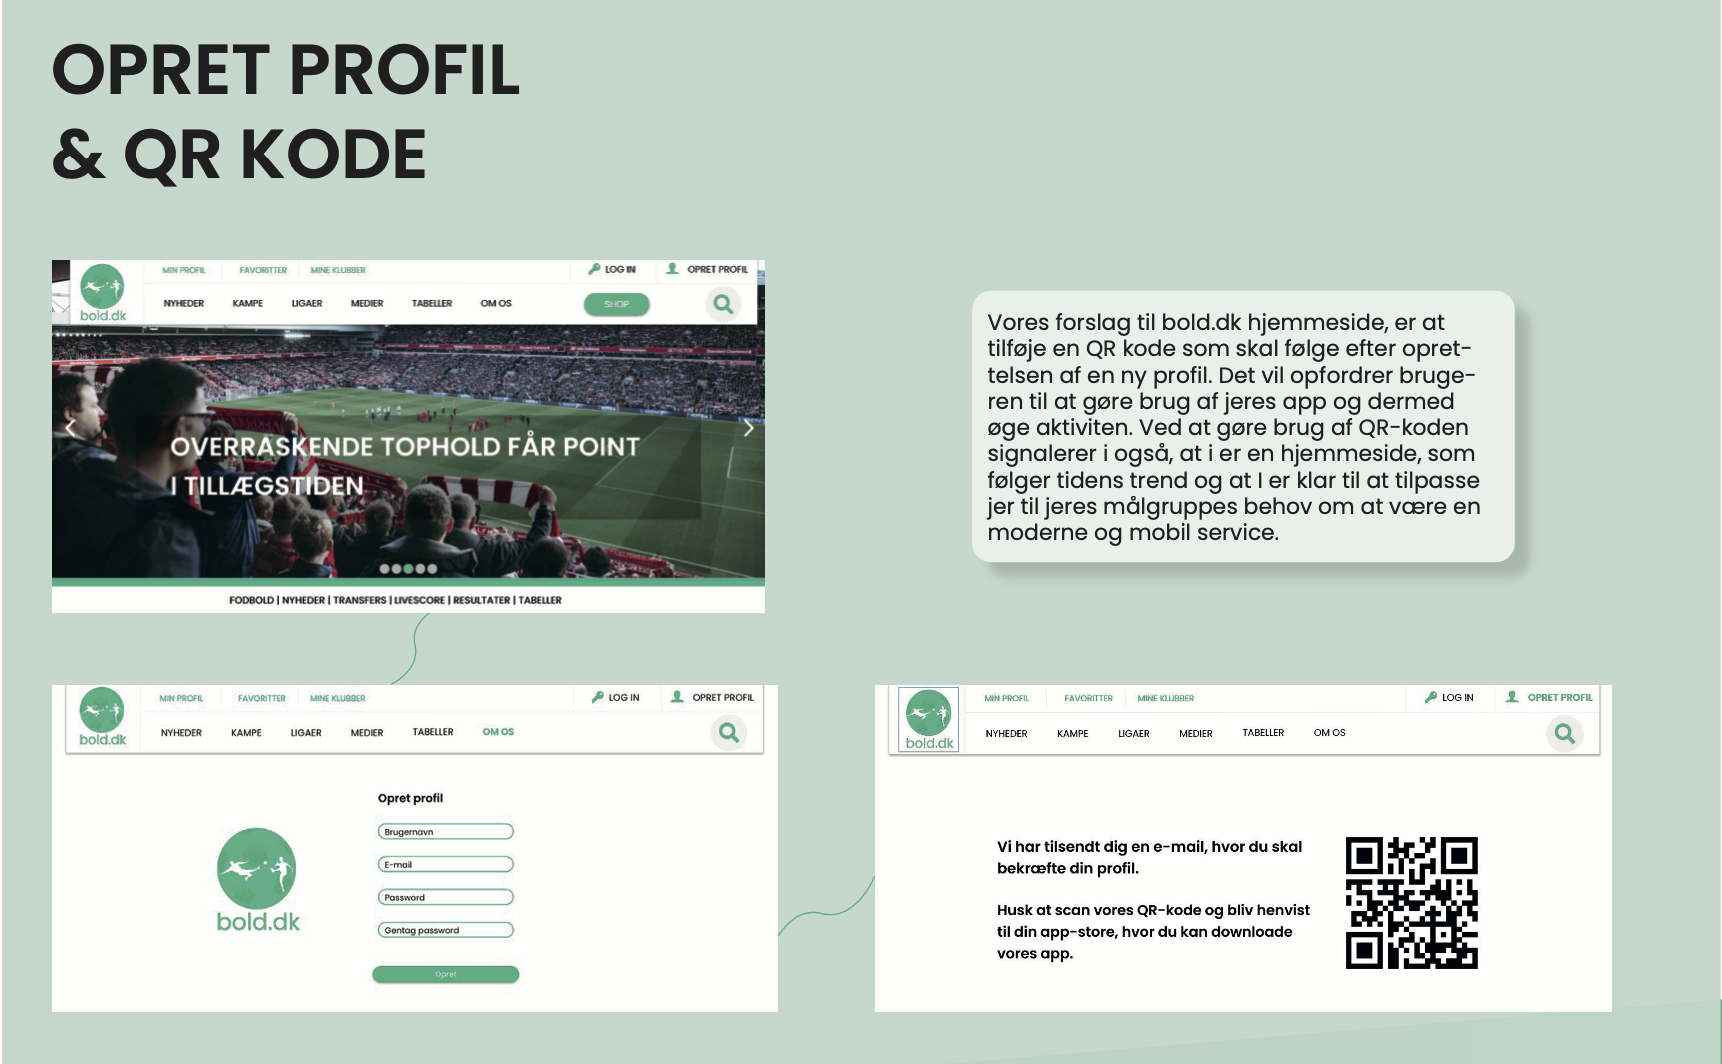 OPRET PROFIL
& QR KODE
MIN PROFIL FAVORITTER MINE KLUBBER LOG IN OPRET PROFIL
bold.dk NYHEDER KAMPE LIGAER MEDIER TABELLER OM OS SHOP
OVERRASKENDE TOPHOLD FÅR POINT
I TILLÆGSTIDEN
FODBOLD | NYHEDER | TRANSFERS | LIVESCORE | RESULTATER | TABELLER
Vores forslag til bold.dk hjemmeside, er at
tilføje en QR kode som skal følge efter opret-
telsen af en ny profil. Det vil opfordrer bruge-
ren til at gøre brug af jeres app og dermed
øge aktiviten. Ved at gøre brug af QR-koden
signalerer i også, at i er en hjemmeside, som
følger tidens trend og at I er klar til at tilpasse
jer til jeres målgruppes behov om at være en
moderne og mobil service.
MIN PROFIL FAVORITTER MINE KLUBBER LOG IN OPRET PROFIL
bold.dk NYHEDER KAMPE LIGAER MEDIER TABELLER OM OS
Opret profil
Brugernavn
E-mail
Password
Gentag password
Opret
bold.dk
MIN PROFIL FAVORITTER MINE KLUBBER LOG IN OPRET PROFIL
bold.dk NYHEDER KAMPE LIGAER MEDIER TABELLER OM OS
Vi har tilsendt dig en e-mail, hvor du skal
bekræfte din profil.
Husk at scan vores QR-kode og bliv henvist
til din app-store, hvor du kan downloade
vores app.